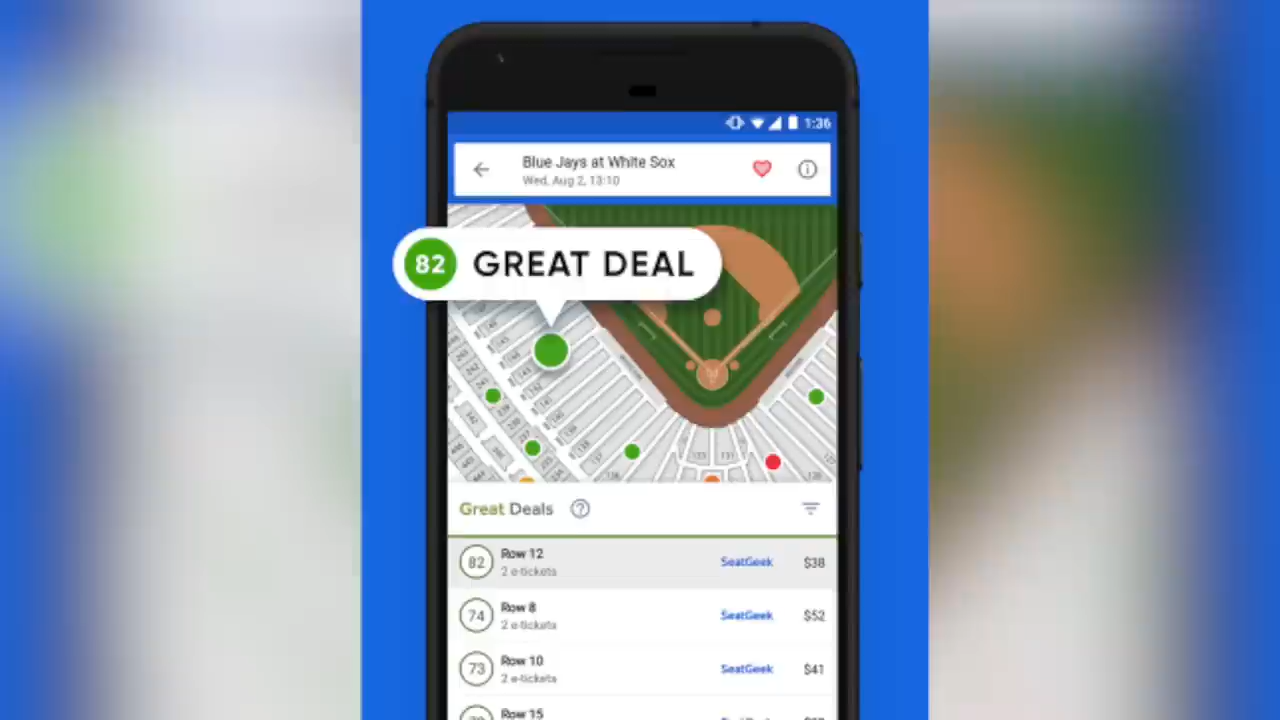 1:36
Blue Jays at White Sox
Wed, Aug 2, 13:10
82 GREAT DEAL
Great Deals
82 Row 12 SeatGeek $38
2 e-tickets
74 Row 8 SeatGeek $52
2 e-tickets
73 Row 10 SeatGeek $41
2 e-tickets
Row 15